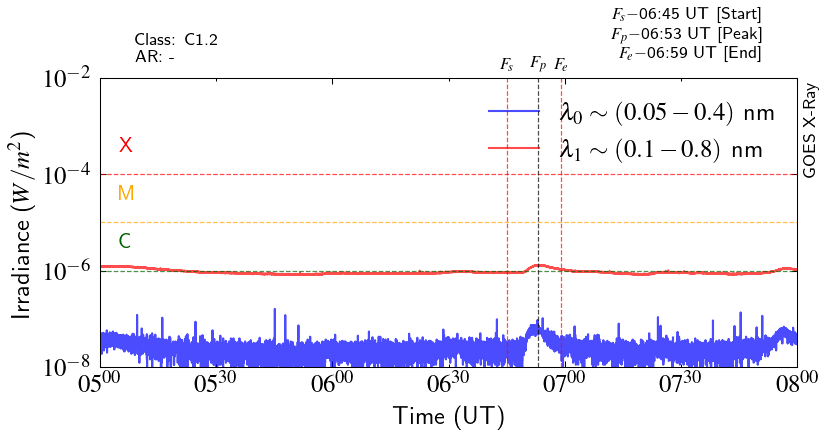 Fₛ−06:45 UT [Start]
Fₚ−06:53 UT [Peak]
Fₑ−06:59 UT [End]
Class: C1.2
AR: -
Fₛ Fₚ Fₑ
10⁻²
10⁻⁴
10⁻⁶
10⁻⁸
Irradiance (W/m²)
X
M
C
λ₀ ∼ (0.05 − 0.4) nm
λ₁ ∼ (0.1 − 0.8) nm
GOES X-Ray
05⁰⁰ 05³⁰ 06⁰⁰ 06³⁰ 07⁰⁰ 07³⁰ 08⁰⁰
Time (UT)